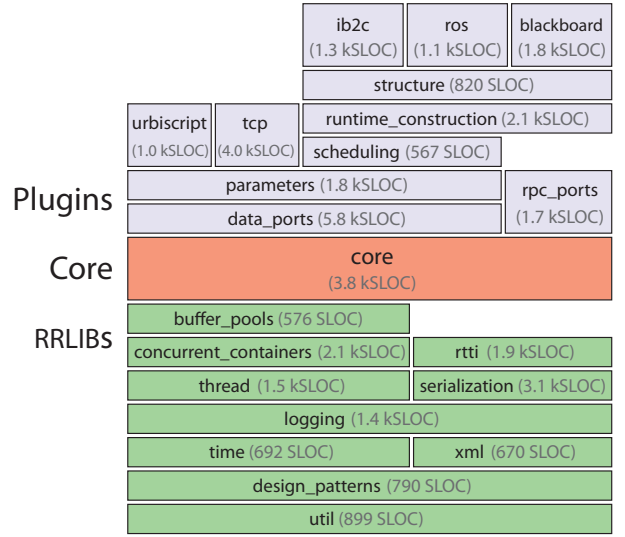 ib2c
(1.3 kSLOC)
ros
(1.1 kSLOC)
blackboard
(1.8 kSLOC)
structure (820 SLOC)
urbiscript
(1.0 kSLOC)
tcp
(4.0 kSLOC)
runtime_construction (2.1 kSLOC)
scheduling (567 SLOC)
Plugins
parameters (1.8 kSLOC)
data_ports (5.8 kSLOC)
rpc_ports
(1.7 kSLOC)
Core
core
(3.8 kSLOC)
RRLIBs
buffer_pools (576 SLOC)
concurrent_containers (2.1 kSLOC)
rtti (1.9 kSLOC)
thread (1.5 kSLOC)
serialization (3.1 kSLOC)
logging (1.4 kSLOC)
time (692 SLOC)
xml (670 SLOC)
design_patterns (790 SLOC)
util (899 SLOC)